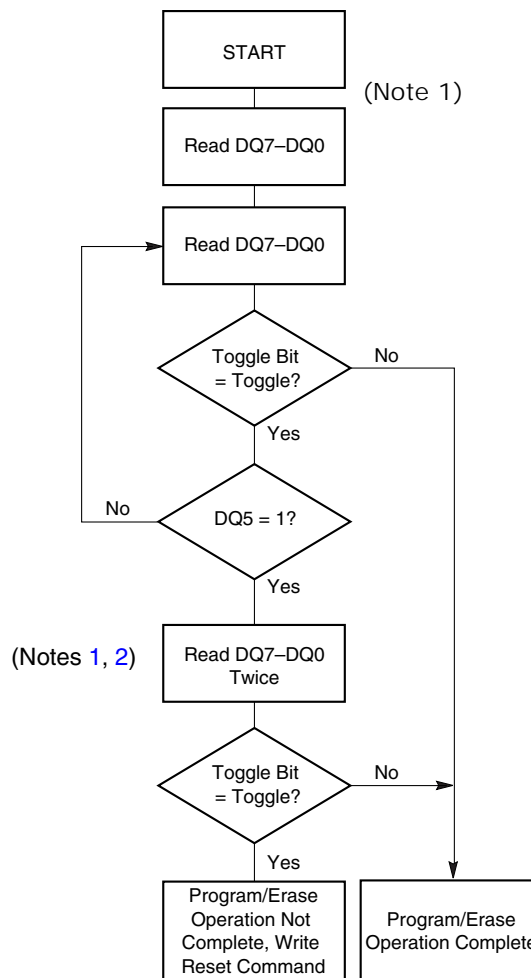 START
(Note 1)
Read DQ7–DQ0
Read DQ7–DQ0
Toggle Bit
= Toggle?
No
Yes
No
DQ5 = 1?
Yes
(Notes 1, 2)
Read DQ7–DQ0
Twice
Toggle Bit
= Toggle?
No
Yes
Program/Erase
Operation Not
Complete, Write
Reset Command
Program/Erase
Operation Complete